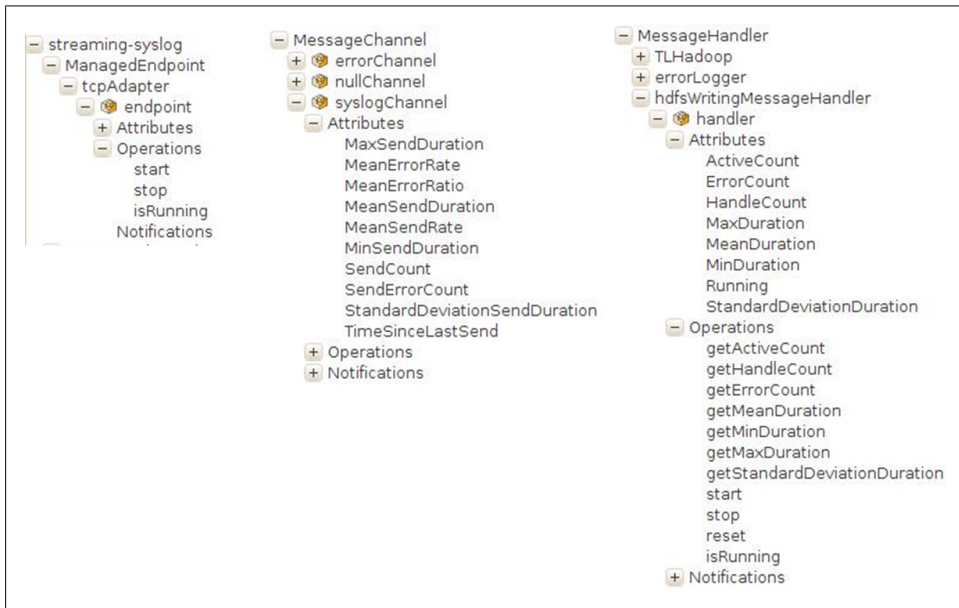 streaming-syslog
ManagedEndpoint
tcpAdapter
endpoint
Attributes
Operations
start
stop
isRunning
Notifications
MessageChannel
errorChannel
nullChannel
syslogChannel
Attributes
MaxSendDuration
MeanErrorRate
MeanErrorRatio
MeanSendDuration
MeanSendRate
MinSendDuration
SendCount
SendErrorCount
StandardDeviationSendDuration
TimeSinceLastSend
Operations
Notifications
MessageHandler
TLHadoop
errorLogger
hdfsWritingMessageHandler
handler
Attributes
ActiveCount
ErrorCount
HandleCount
MaxDuration
MeanDuration
MinDuration
Running
StandardDeviationDuration
Operations
getActiveCount
getHandleCount
getErrorCount
getMeanDuration
getMinDuration
getMaxDuration
getStandardDeviationDuration
start
stop
reset
isRunning
Notifications